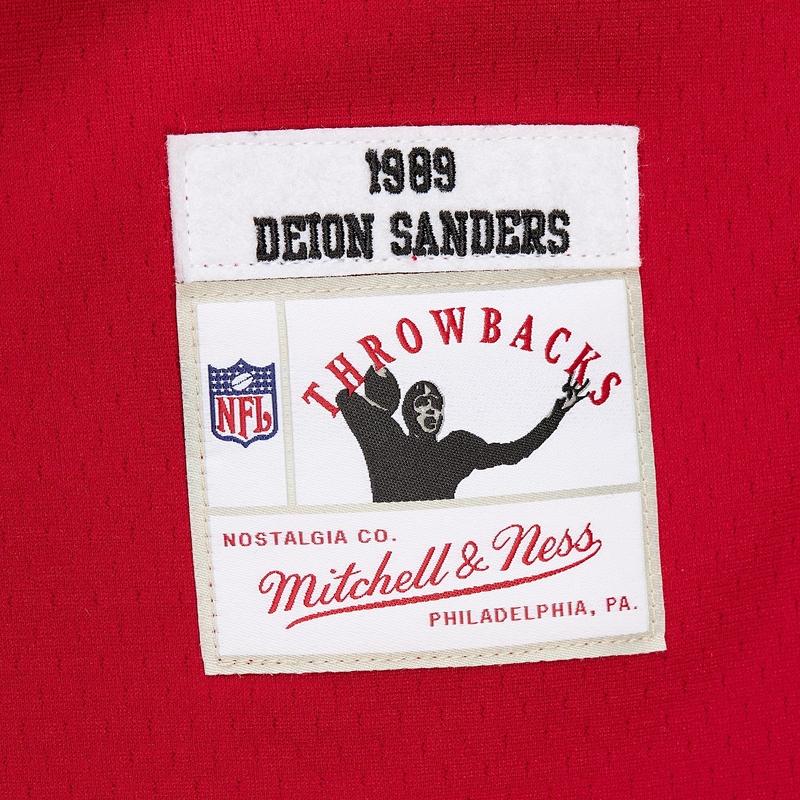 1989
DEION SANDERS
THROWBACKS
NFL
NOSTALGIA CO.
Mitchell & Ness
PHILADELPHIA, PA.